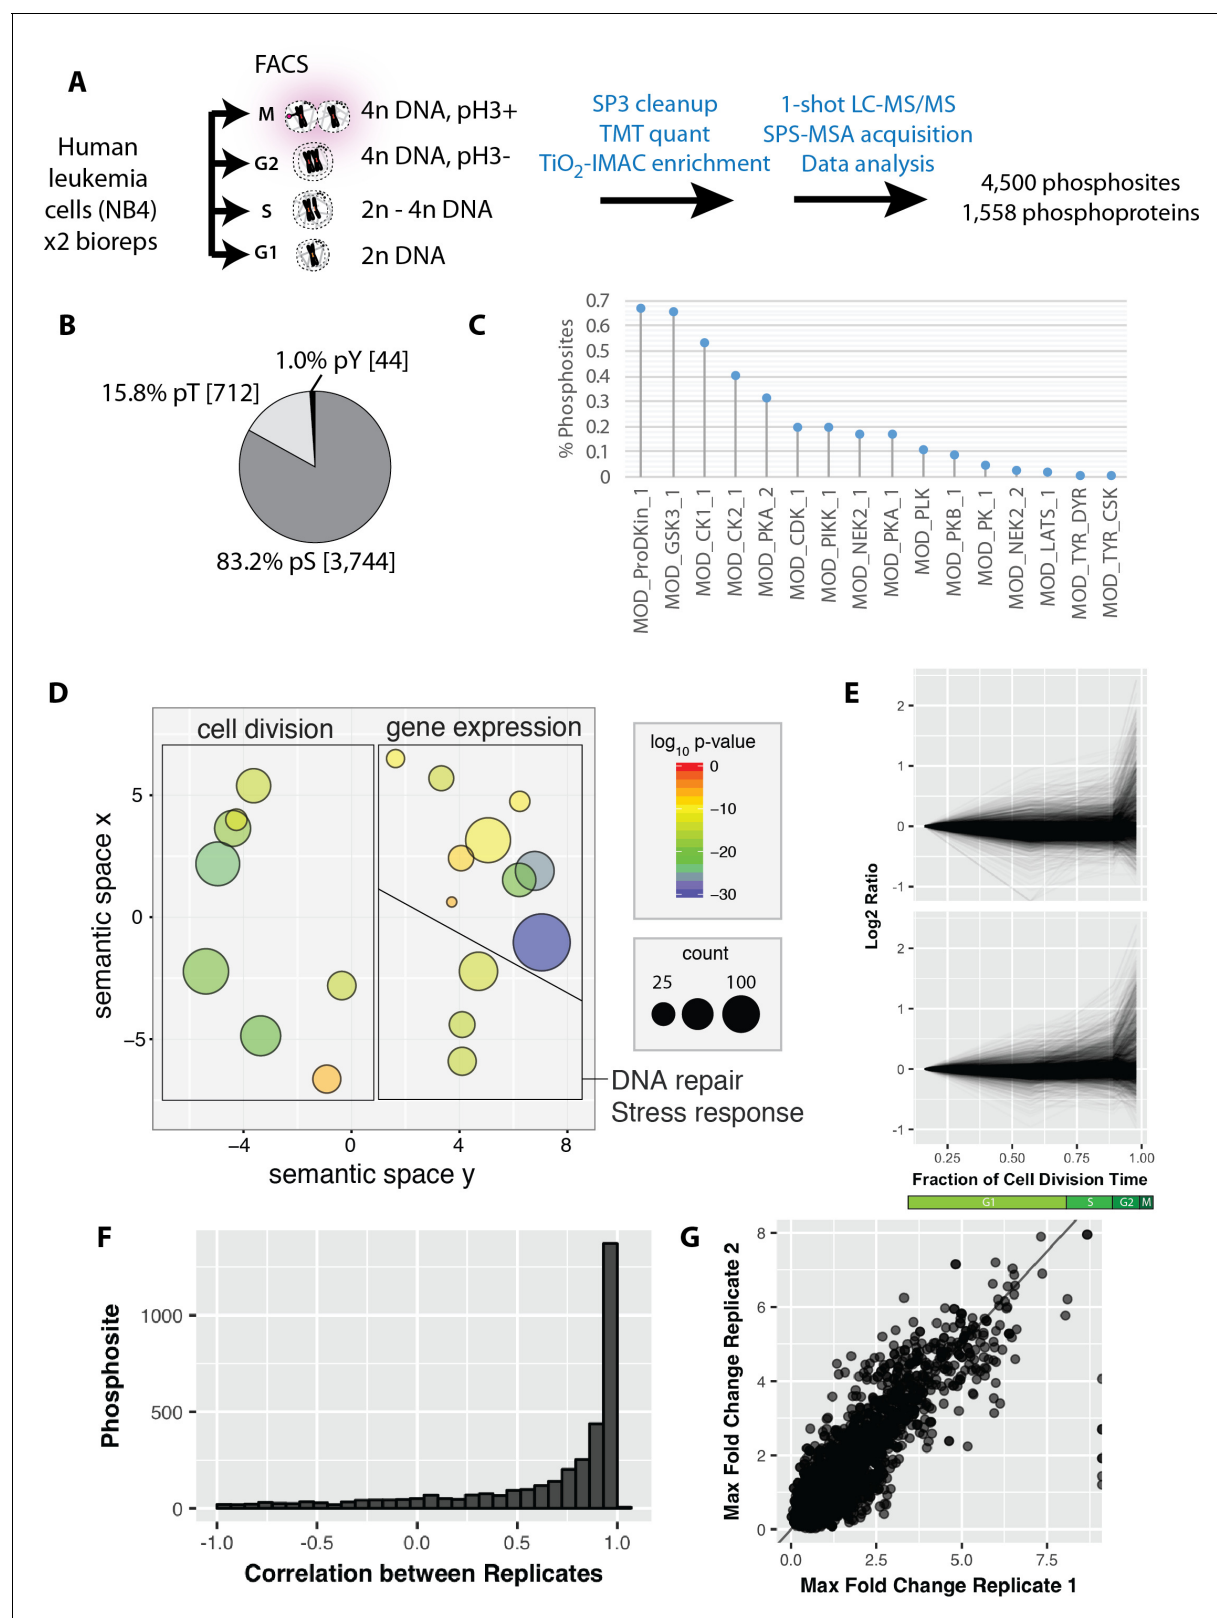 A
FACS
Human
leukemia
cells (NB4)
x2 bioreps
M
G2
S
G1
4n DNA, pH3+
4n DNA, pH3-
2n - 4n DNA
2n DNA
SP3 cleanup
TMT quant
TiO2-IMAC enrichment
1-shot LC-MS/MS
SPS-MSA acquisition
Data analysis
4,500 phosphosites
1,558 phosphoproteins
B
1.0% pY [44]
15.8% pT [712]
83.2% pS [3,744]
C
% Phosphosites
0.7
0.6
0.5
0.4
0.3
0.2
0.1
0
MOD_ProDKin_1
MOD_GSK3_1
MOD_CK1_1
MOD_CK2_1
MOD_PKA_2
MOD_CDK_1
MOD_PIKK_1
MOD_NEK2_1
MOD_PKA_1
MOD_PLK
MOD_PKB_1
MOD_PK_1
MOD_NEK2_2
MOD_LATS_1
MOD_TYR_DYR
MOD_TYR_CSK
D
cell division
gene expression
semantic space x
5
0
−5
−4
0
4
8
semantic space y
log10 p-value
0
−10
−20
−30
count
25
100
DNA repair
Stress response
E
Log2 Ratio
2
1
0
-1
2
1
0
-1
0.25
0.50
0.75
1.00
Fraction of Cell Division Time
G1
S
G2
M
F
Phosphosite
1000
500
0
-1.0
-0.5
0.0
0.5
1.0
Correlation between Replicates
G
Max Fold Change Replicate 2
8
6
4
2
0
0.0
2.5
5.0
7.5
Max Fold Change Replicate 1